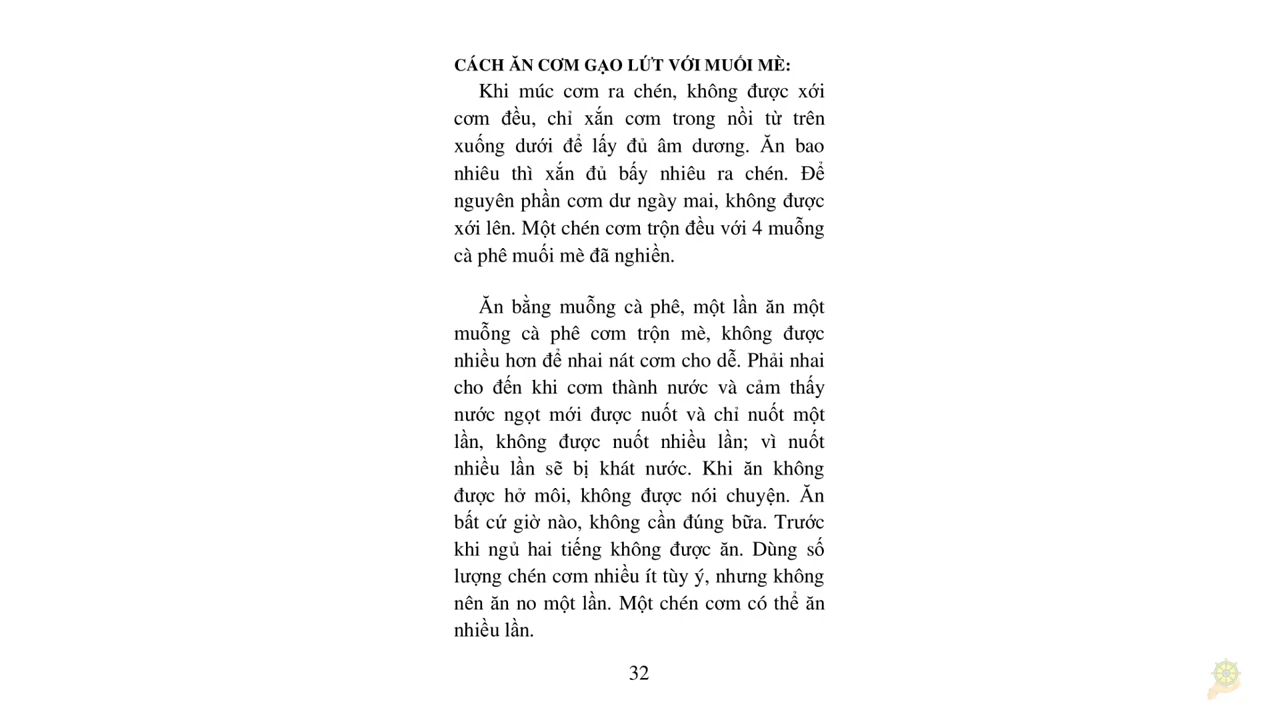 CÁCH ĂN CƠM GẠO LỨT VỚI MUỐI MÈ:
Khi múc cơm ra chén, không được xới
cơm đều, chỉ xắn cơm trong nồi từ trên
xuống dưới để lấy đủ âm dương. Ăn bao
nhiêu thì xắn đủ bấy nhiêu ra chén. Để
nguyên phần cơm dư ngày mai, không được
xới lên. Một chén cơm trộn đều với 4 muỗng
cà phê muối mè đã nghiền.
Ăn bằng muỗng cà phê, một lần ăn một
muỗng cà phê cơm trộn mè, không được
nhiều hơn để nhai nát cơm cho dễ. Phải nhai
cho đến khi cơm thành nước và cảm thấy
nước ngọt mới được nuốt và chỉ nuốt một
lần, không được nuốt nhiều lần; vì nuốt
nhiều lần sẽ bị khát nước. Khi ăn không
được hở môi, không được nói chuyện. Ăn
bất cứ giờ nào, không cần đúng bữa. Trước
khi ngủ hai tiếng không được ăn. Dùng số
lượng chén cơm nhiều ít tùy ý, nhưng không
nên ăn no một lần. Một chén cơm có thể ăn
nhiều lần.
32